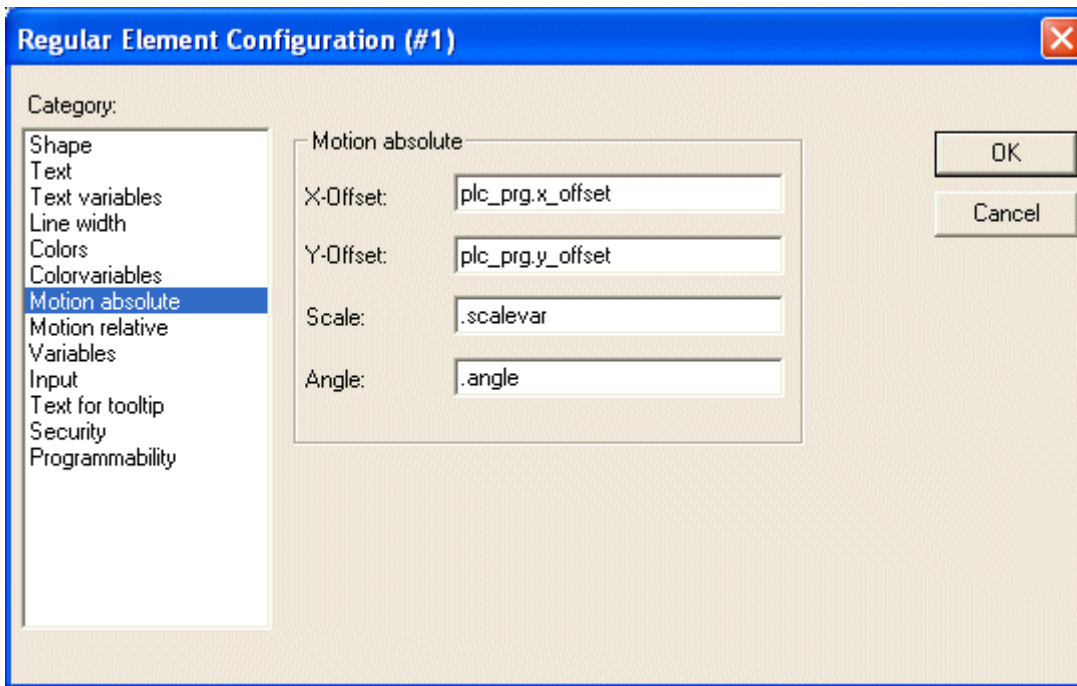 Regular Element Configuration (#1)
Category:
Shape
Text
Text variables
Line width
Colors
Colorvariables
Motion absolute
Motion relative
Variables
Input
Text for tooltip
Security
Programmability
Motion absolute
X-Offset: plc_prg.x_offset
Y-Offset: plc_prg.y_offset
Scale: .scalevar
Angle: .angle
OK
Cancel